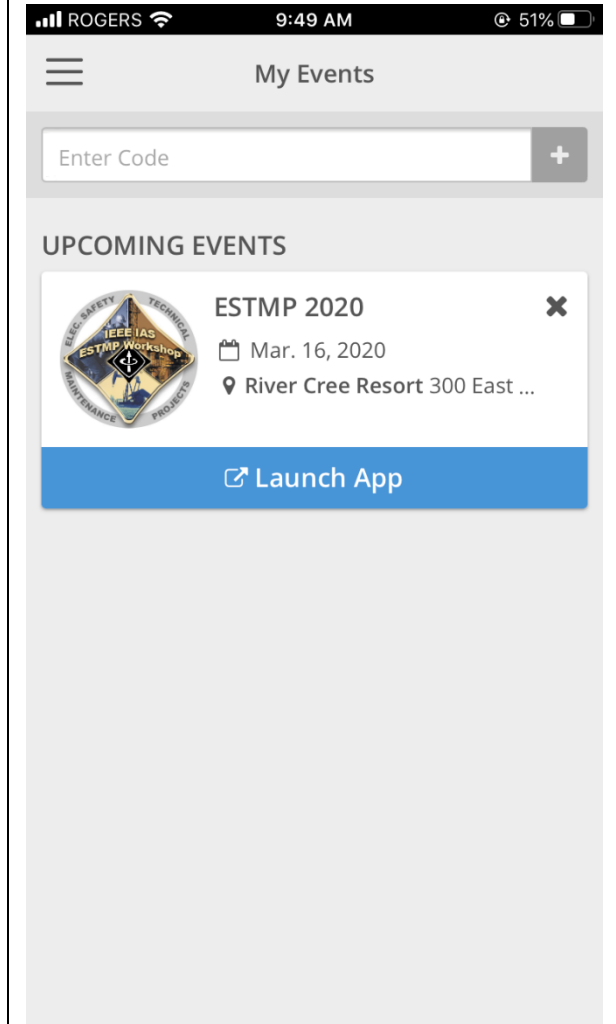 ROGERS 9:49 AM 51%
My Events
Enter Code
UPCOMING EVENTS
ELEC. SAFETY TECHNICAL
IEEE IAS
ESTMP Workshop
MAINTENANCE PROJECTS
ESTMP 2020
Mar. 16, 2020
River Cree Resort 300 East ...
Launch App